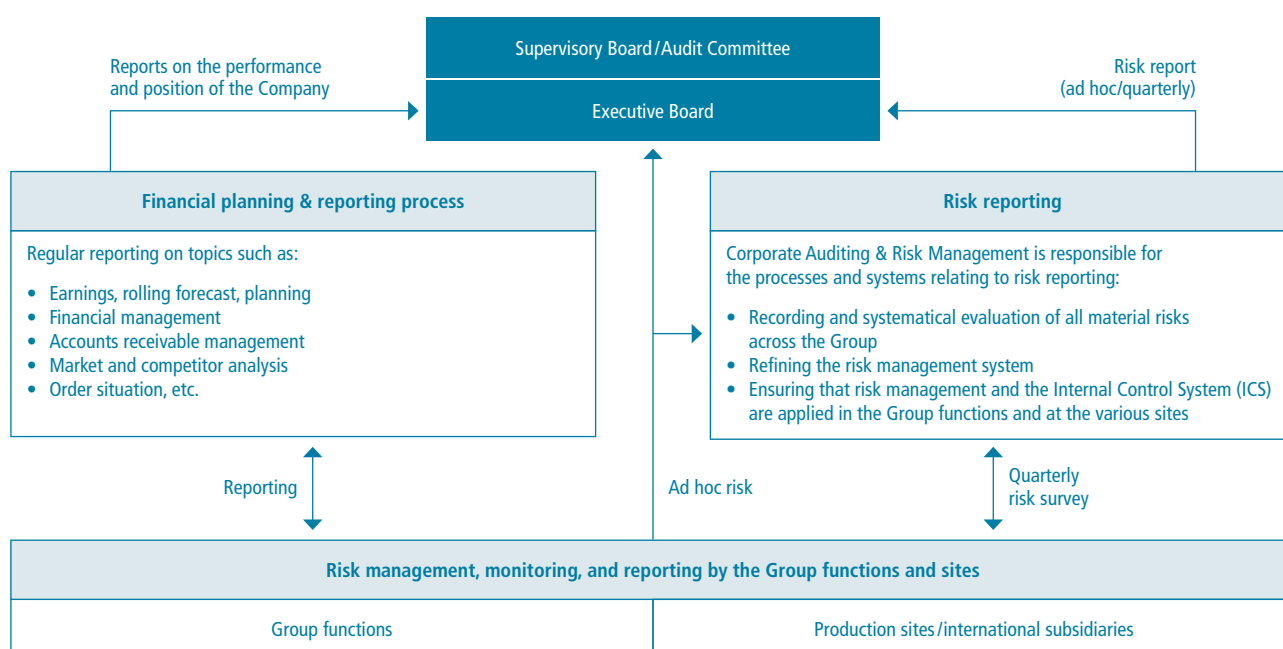 Supervisory Board/Audit Committee
Reports on the performance
and position of the Company
Risk report
(ad hoc/quarterly)
Executive Board
Financial planning & reporting process
Regular reporting on topics such as:
• Earnings, rolling forecast, planning
• Financial management
• Accounts receivable management
• Market and competitor analysis
• Order situation, etc.
Risk reporting
Corporate Auditing & Risk Management is responsible for
the processes and systems relating to risk reporting:
• Recording and systematical evaluation of all material risks
across the Group
• Refining the risk management system
• Ensuring that risk management and the Internal Control System (ICS)
are applied in the Group functions and at the various sites
Reporting
Ad hoc risk
Quarterly
risk survey
Risk management, monitoring, and reporting by the Group functions and sites
Group functions
Production sites/international subsidiaries